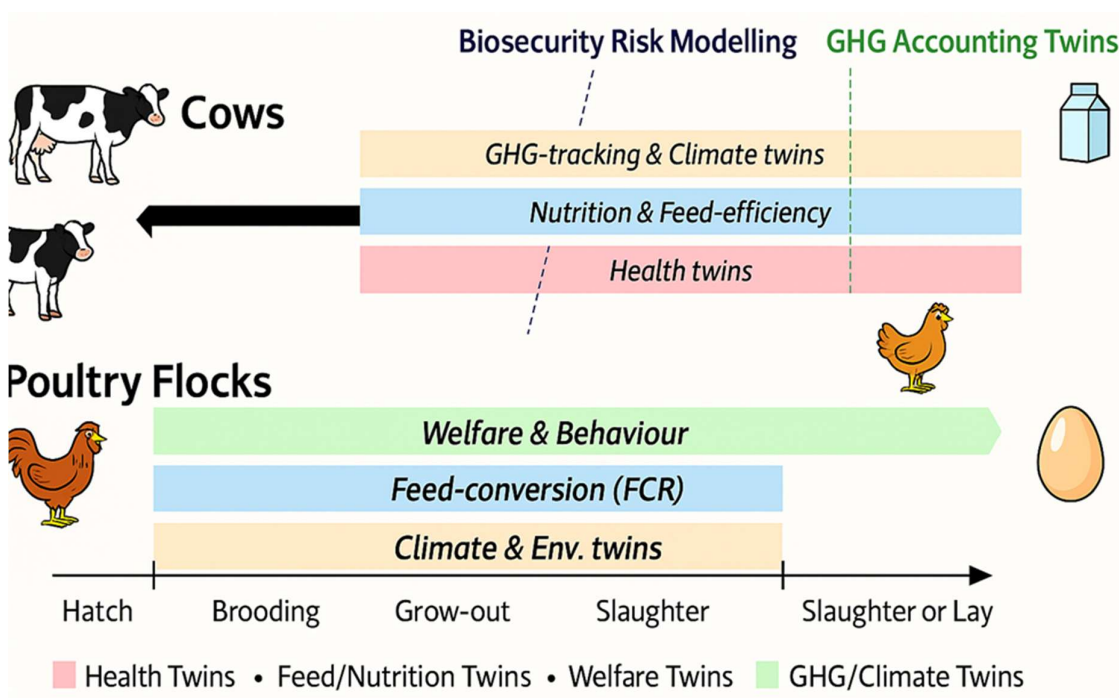 Biosecurity Risk Modelling GHG Accounting Twins
Cows
GHG-tracking & Climate twins
Nutrition & Feed-efficiency
Health twins
Poultry Flocks
Welfare & Behaviour
Feed-conversion (FCR)
Climate & Env. twins
Hatch Brooding Grow-out Slaughter Slaughter or Lay
Health Twins • Feed/Nutrition Twins • Welfare Twins GHG/Climate Twins